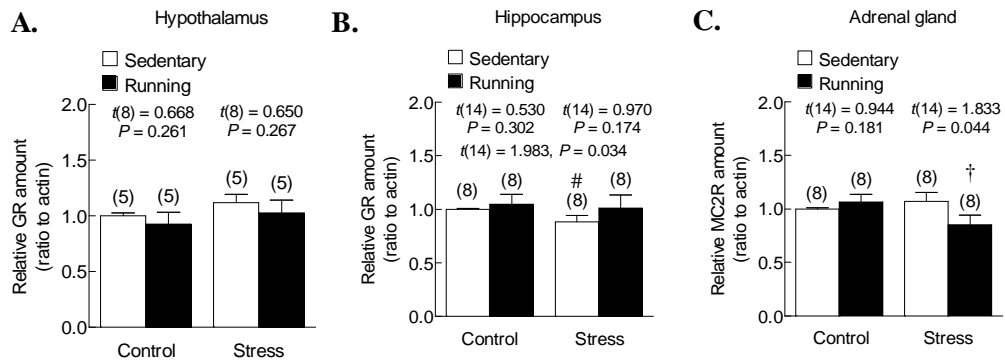 A.
Hypothalamus
Sedentary
Running
t(8) = 0.668
P = 0.261
t(8) = 0.650
P = 0.267
Relative GR amount
(ratio to actin)
2.0
1.5
1.0
0.5
0.0
(5)
(5)
(5)
(5)
Control
Stress
B.
Hippocampus
Sedentary
Running
t(14) = 0.530
P = 0.302
t(14) = 0.970
P = 0.174
t(14) = 1.983, P = 0.034
Relative GR amount
(ratio to actin)
2.0
1.5
1.0
0.5
0.0
(8)
(8)
#
(8)
(8)
Control
Stress
C.
Adrenal gland
Sedentary
Running
t(14) = 0.944
P = 0.181
t(14) = 1.833
P = 0.044
Relative MC2R amount
(ratio to actin)
2.0
1.5
1.0
0.5
0.0
(8)
(8)
(8)
†
(8)
Control
Stress